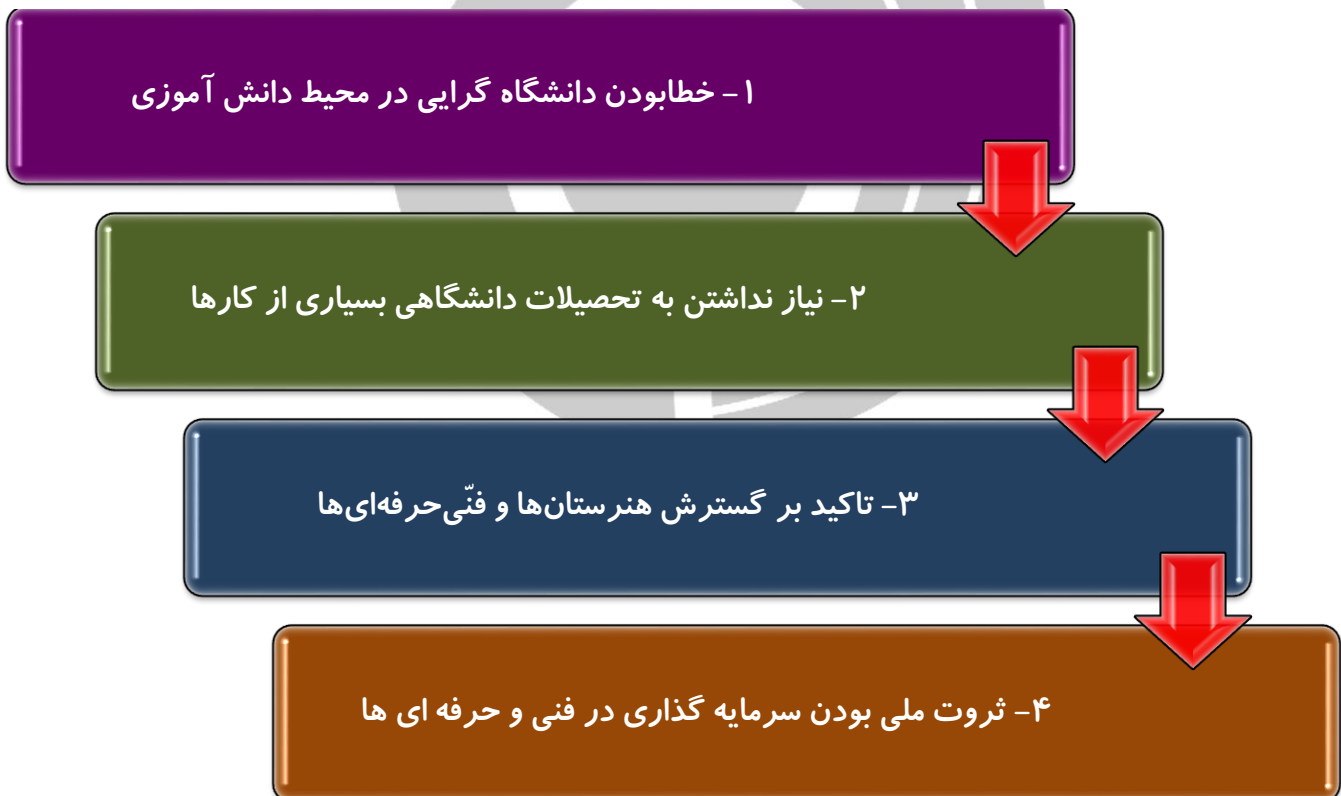 ۱- خطابودن دانشگاه گرایی در محیط دانش آموزی
۲- نیاز نداشتن به تحصیلات دانشگاهی بسیاری از کارها
۳- تاکید بر گسترش هنرستان‌ها و فنّی‌حرفه‌ای‌ها
۴- ثروت ملی بودن سرمایه گذاری در فنی و حرفه ای ها